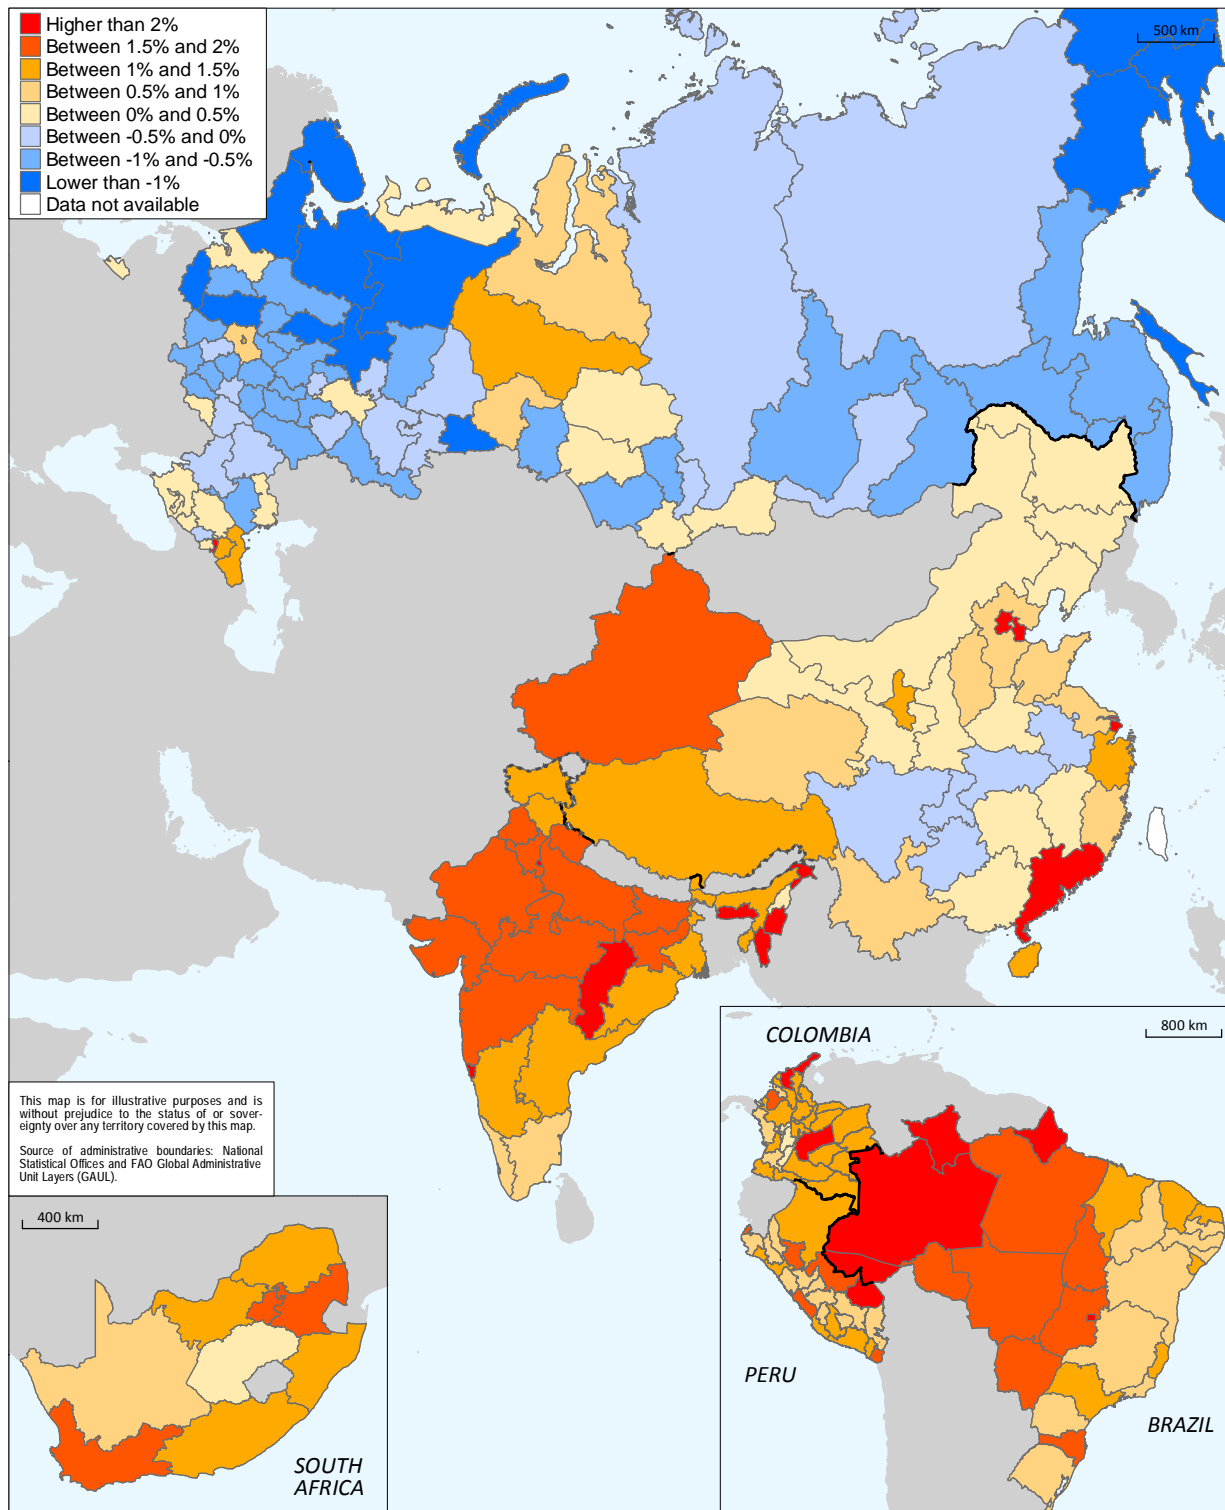 Higher than 2%
Between 1.5% and 2%
Between 1% and 1.5%
Between 0.5% and 1%
Between 0% and 0.5%
Between -0.5% and 0%
Between -1% and -0.5%
Lower than -1%
Data not available
500 km
This map is for illustrative purposes and is
without prejudice to the status of or sover-
eignty over any territory covered by this map.
Source of administrative boundaries: National
Statistical Offices and FAO Global Administrative
Unit Layers (GAUL).
400 km
SOUTH
AFRICA
COLOMBIA
800 km
PERU
BRAZIL